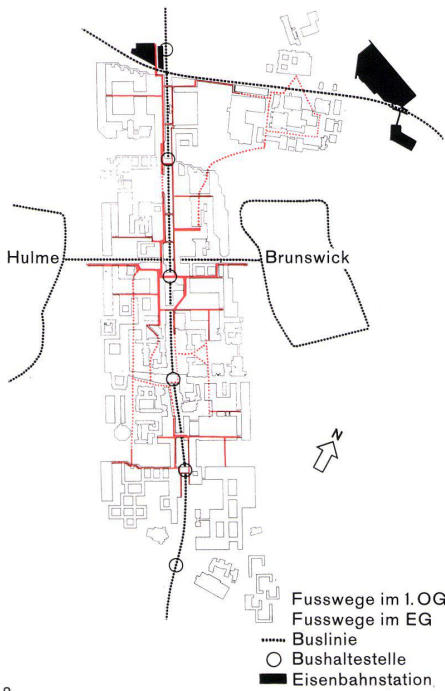 Hulme
Brunswick
N
Fusswege im 1. OG
Fusswege im EG
Buslinie
Bushaltestelle
Eisenbahnstation